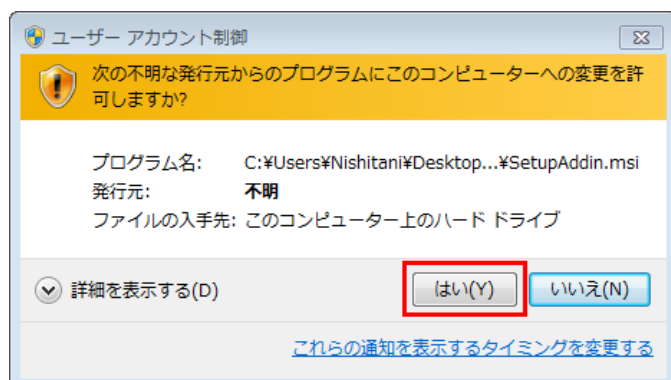 ユーザー アカウント制御
次の不明な発行元からのプログラムにこのコンピューターへの変更を許
可しますか?
プログラム名: C:¥Users¥Nishitani¥Desktop...¥SetupAddin.msi
発行元: 不明
ファイルの入手先: このコンピューター上のハード ドライブ
詳細を表示する(D) はい(Y) いいえ(N)
これらの通知を表示するタイミングを変更する